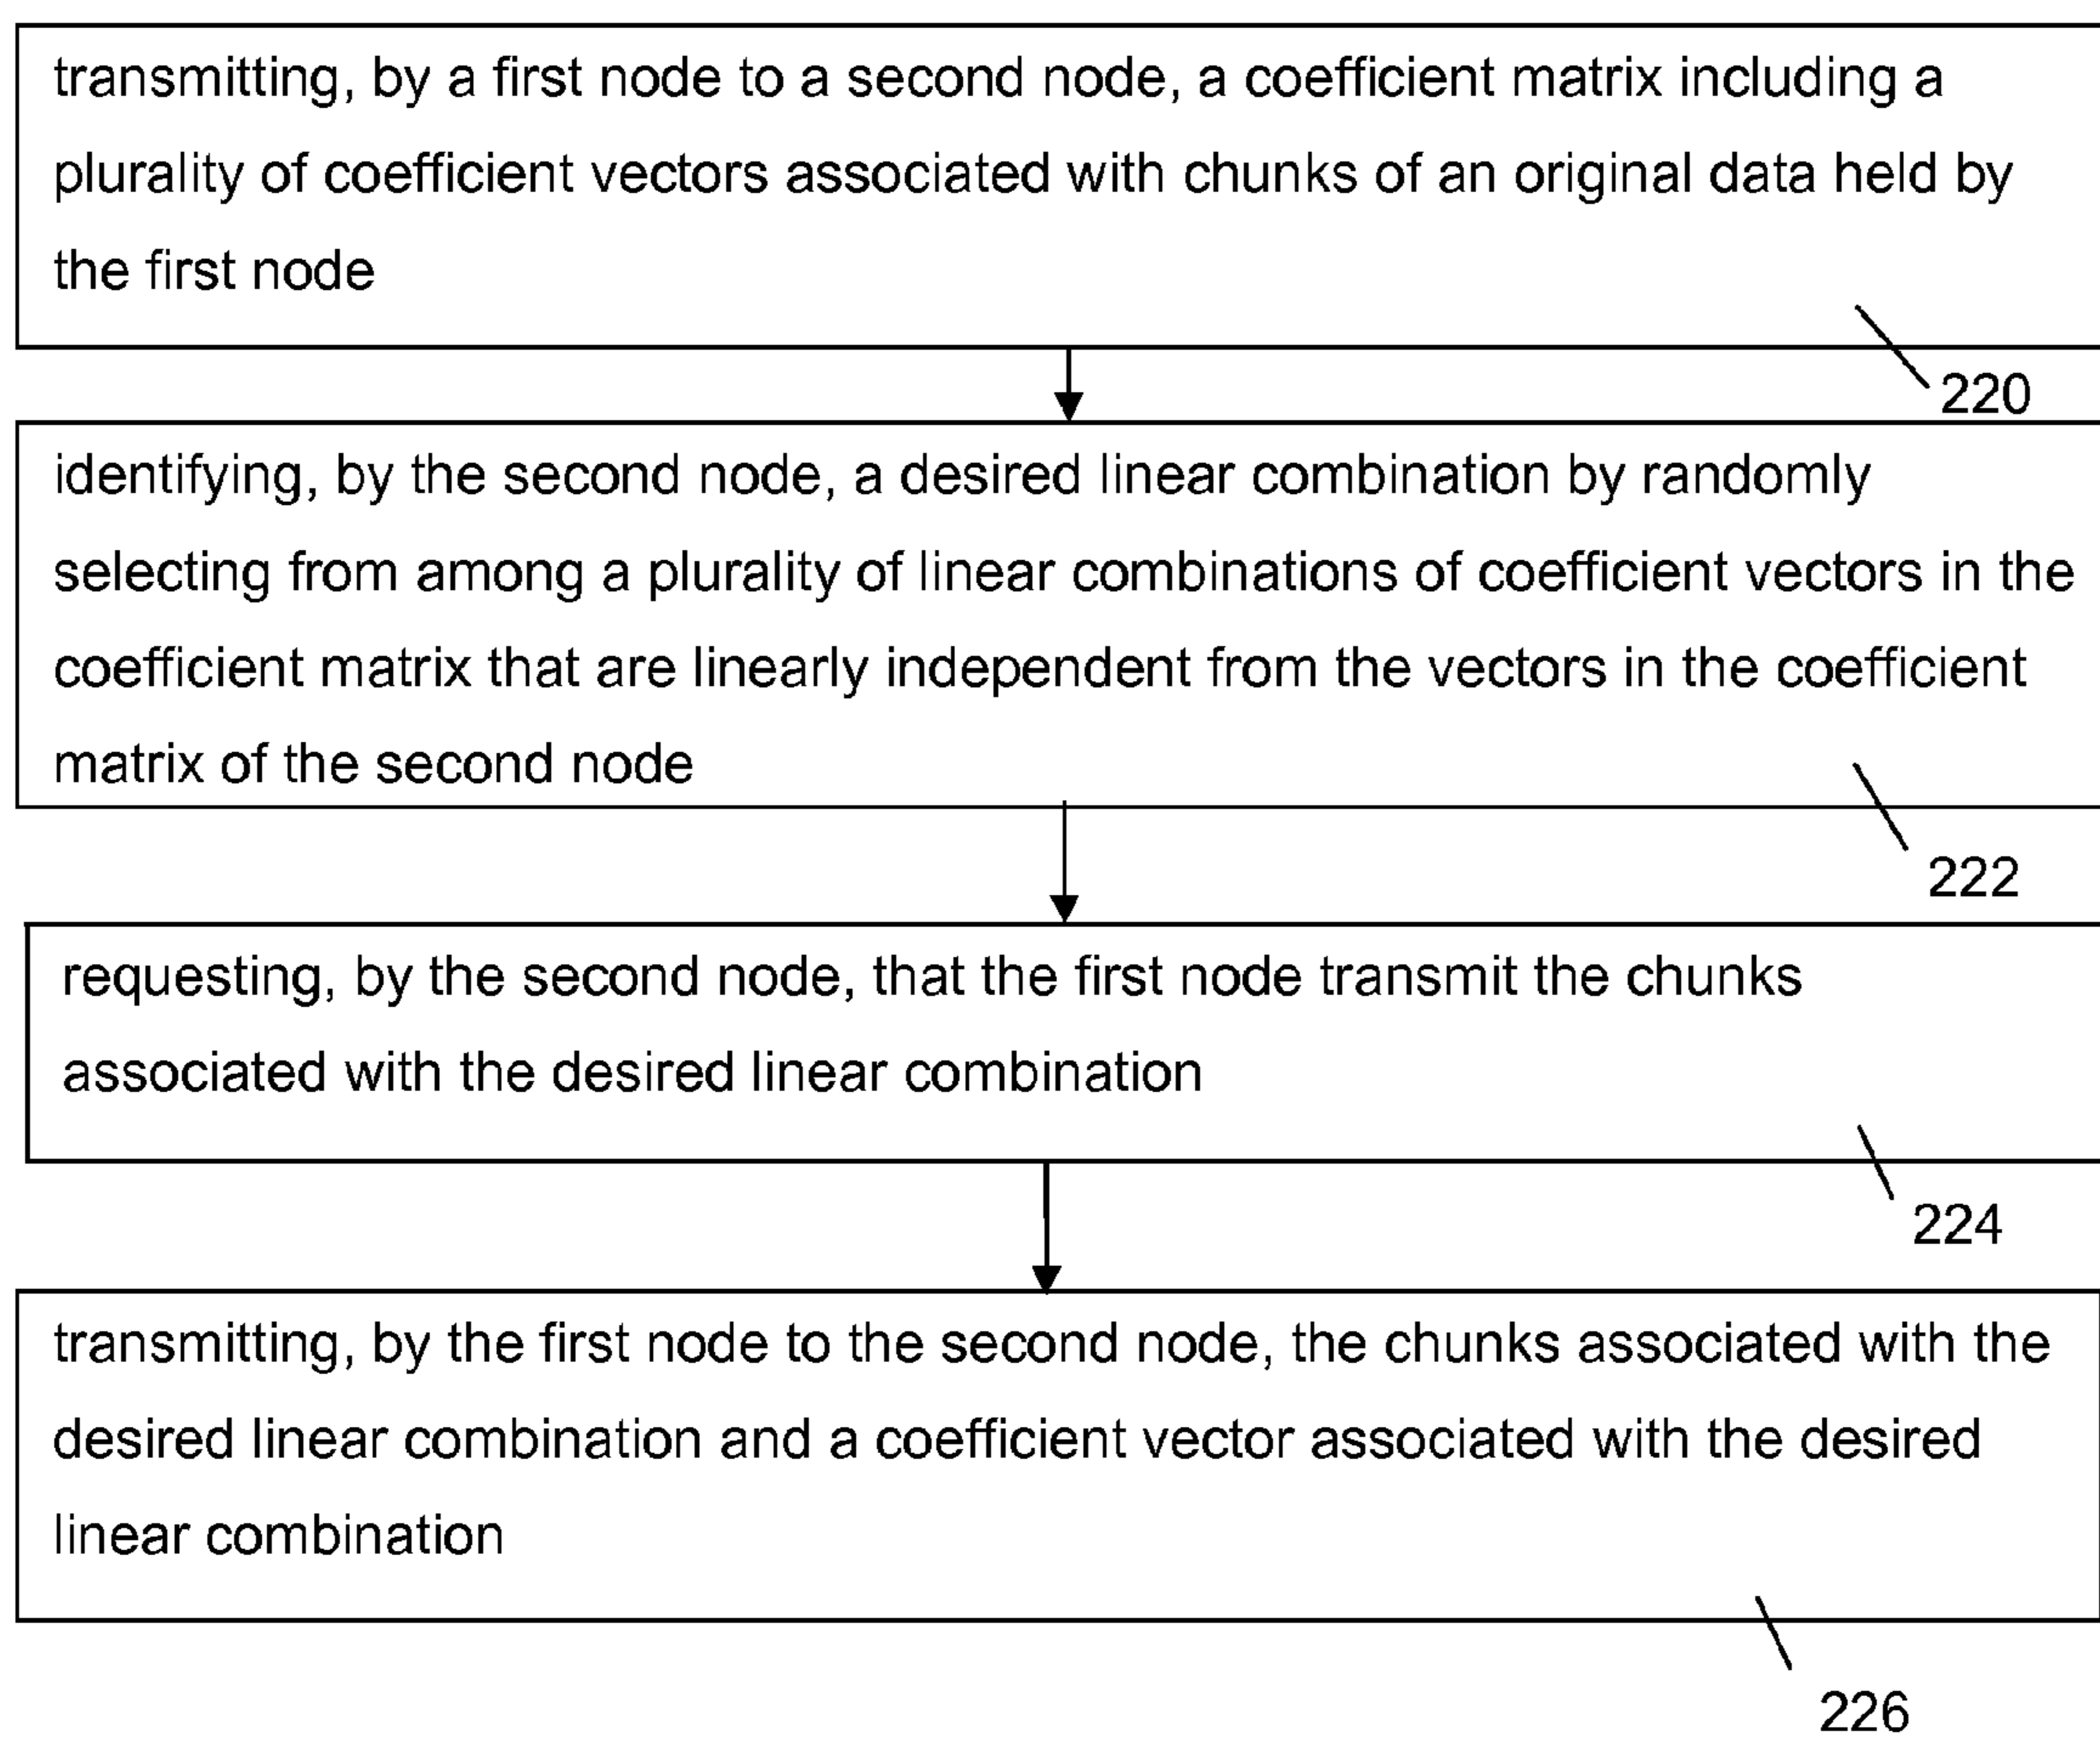 transmitting, by a first node to a second node, a coefficient matrix including a
plurality of coefficient vectors associated with chunks of an original data held by
the first node
220
identifying, by the second node, a desired linear combination by randomly
selecting from among a plurality of linear combinations of coefficient vectors in the
coefficient matrix that are linearly independent from the vectors in the coefficient
matrix of the second node
222
requesting, by the second node, that the first node transmit the chunks
associated with the desired linear combination
224
transmitting, by the first node to the second node, the chunks associated with the
desired linear combination and a coefficient vector associated with the desired
linear combination
226